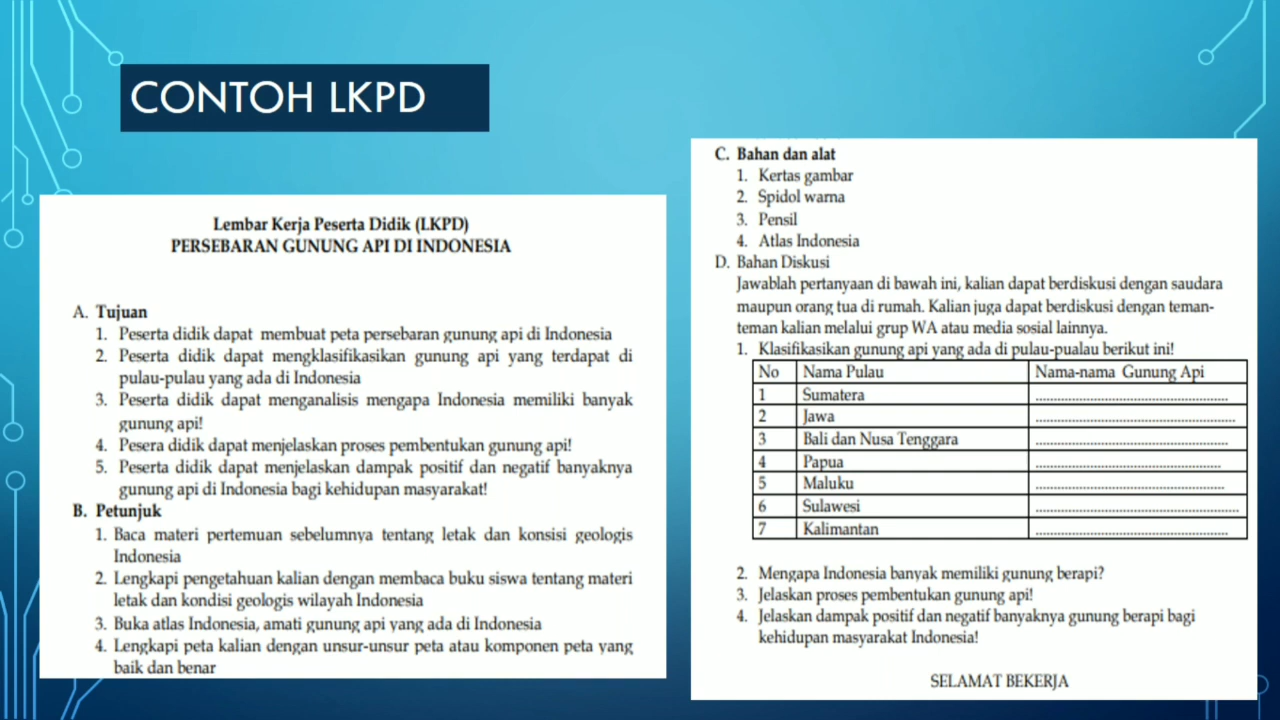 CONTOH LKPD
Lembar Kerja Peserta Didik (LKPD)
PERSEBARAN GUNUNG API DI INDONESIA
A. Tujuan
1. Peserta didik dapat membuat peta persebaran gunung api di Indonesia
2. Peserta didik dapat mengklasifikasikan gunung api yang terdapat di
pulau-pulau yang ada di Indonesia
3. Peserta didik dapat menganalisis mengapa Indonesia memiliki banyak
gunung api!
4. Pesera didik dapat menjelaskan proses pembentukan gunung api!
5. Peserta didik dapat menjelaskan dampak positif dan negatif banyaknya
gunung api di Indonesia bagi kehidupan masyarakat!
B. Petunjuk
1. Baca materi pertemuan sebelumnya tentang letak dan konsisi geologis
Indonesia
2. Lengkapi pengetahuan kalian dengan membaca buku siswa tentang materi
letak dan kondisi geologis wilayah Indonesia
3. Buka atlas Indonesia, amati gunung api yang ada di Indonesia
4. Lengkapi peta kalian dengan unsur-unsur peta atau komponen peta yang
baik dan benar
C. Bahan dan alat
1. Kertas gambar
2. Spidol warna
3. Pensil
4. Atlas Indonesia
D. Bahan Diskusi
Jawablah pertanyaan di bawah ini, kalian dapat berdiskusi dengan saudara
maupun orang tua di rumah. Kalian juga dapat berdiskusi dengan teman-
teman kalian melalui grup WA atau media sosial lainnya.
1. Klasifikasikan gunung api yang ada di pulau-pualau berikut ini!
No Nama Pulau Nama-nama Gunung Api
1 Sumatera ................................................
2 Jawa ..................................................
3 Bali dan Nusa Tenggara ................................................
4 Papua ..............................................
5 Maluku ...............................................
6 Sulawesi ...................................................
7 Kalimantan ................................................
2. Mengapa Indonesia banyak memiliki gunung berapi?
3. Jelaskan proses pembentukan gunung api!
4. Jelaskan dampak positif dan negatif banyaknya gunung berapi bagi
kehidupan masyarakat Indonesia!
SELAMAT BEKERJA